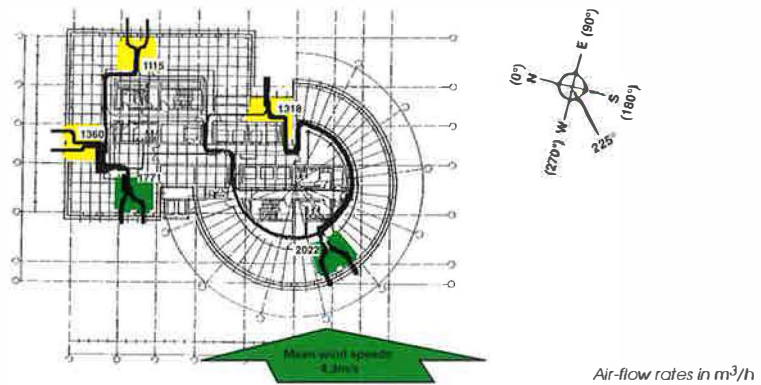 1115
1318
1360
1771
2022
E (90°)
(0°) N
S (180°)
(270°) W
225°
Mean wind speeds
4,3m/s
Air-flow rates in m³/h